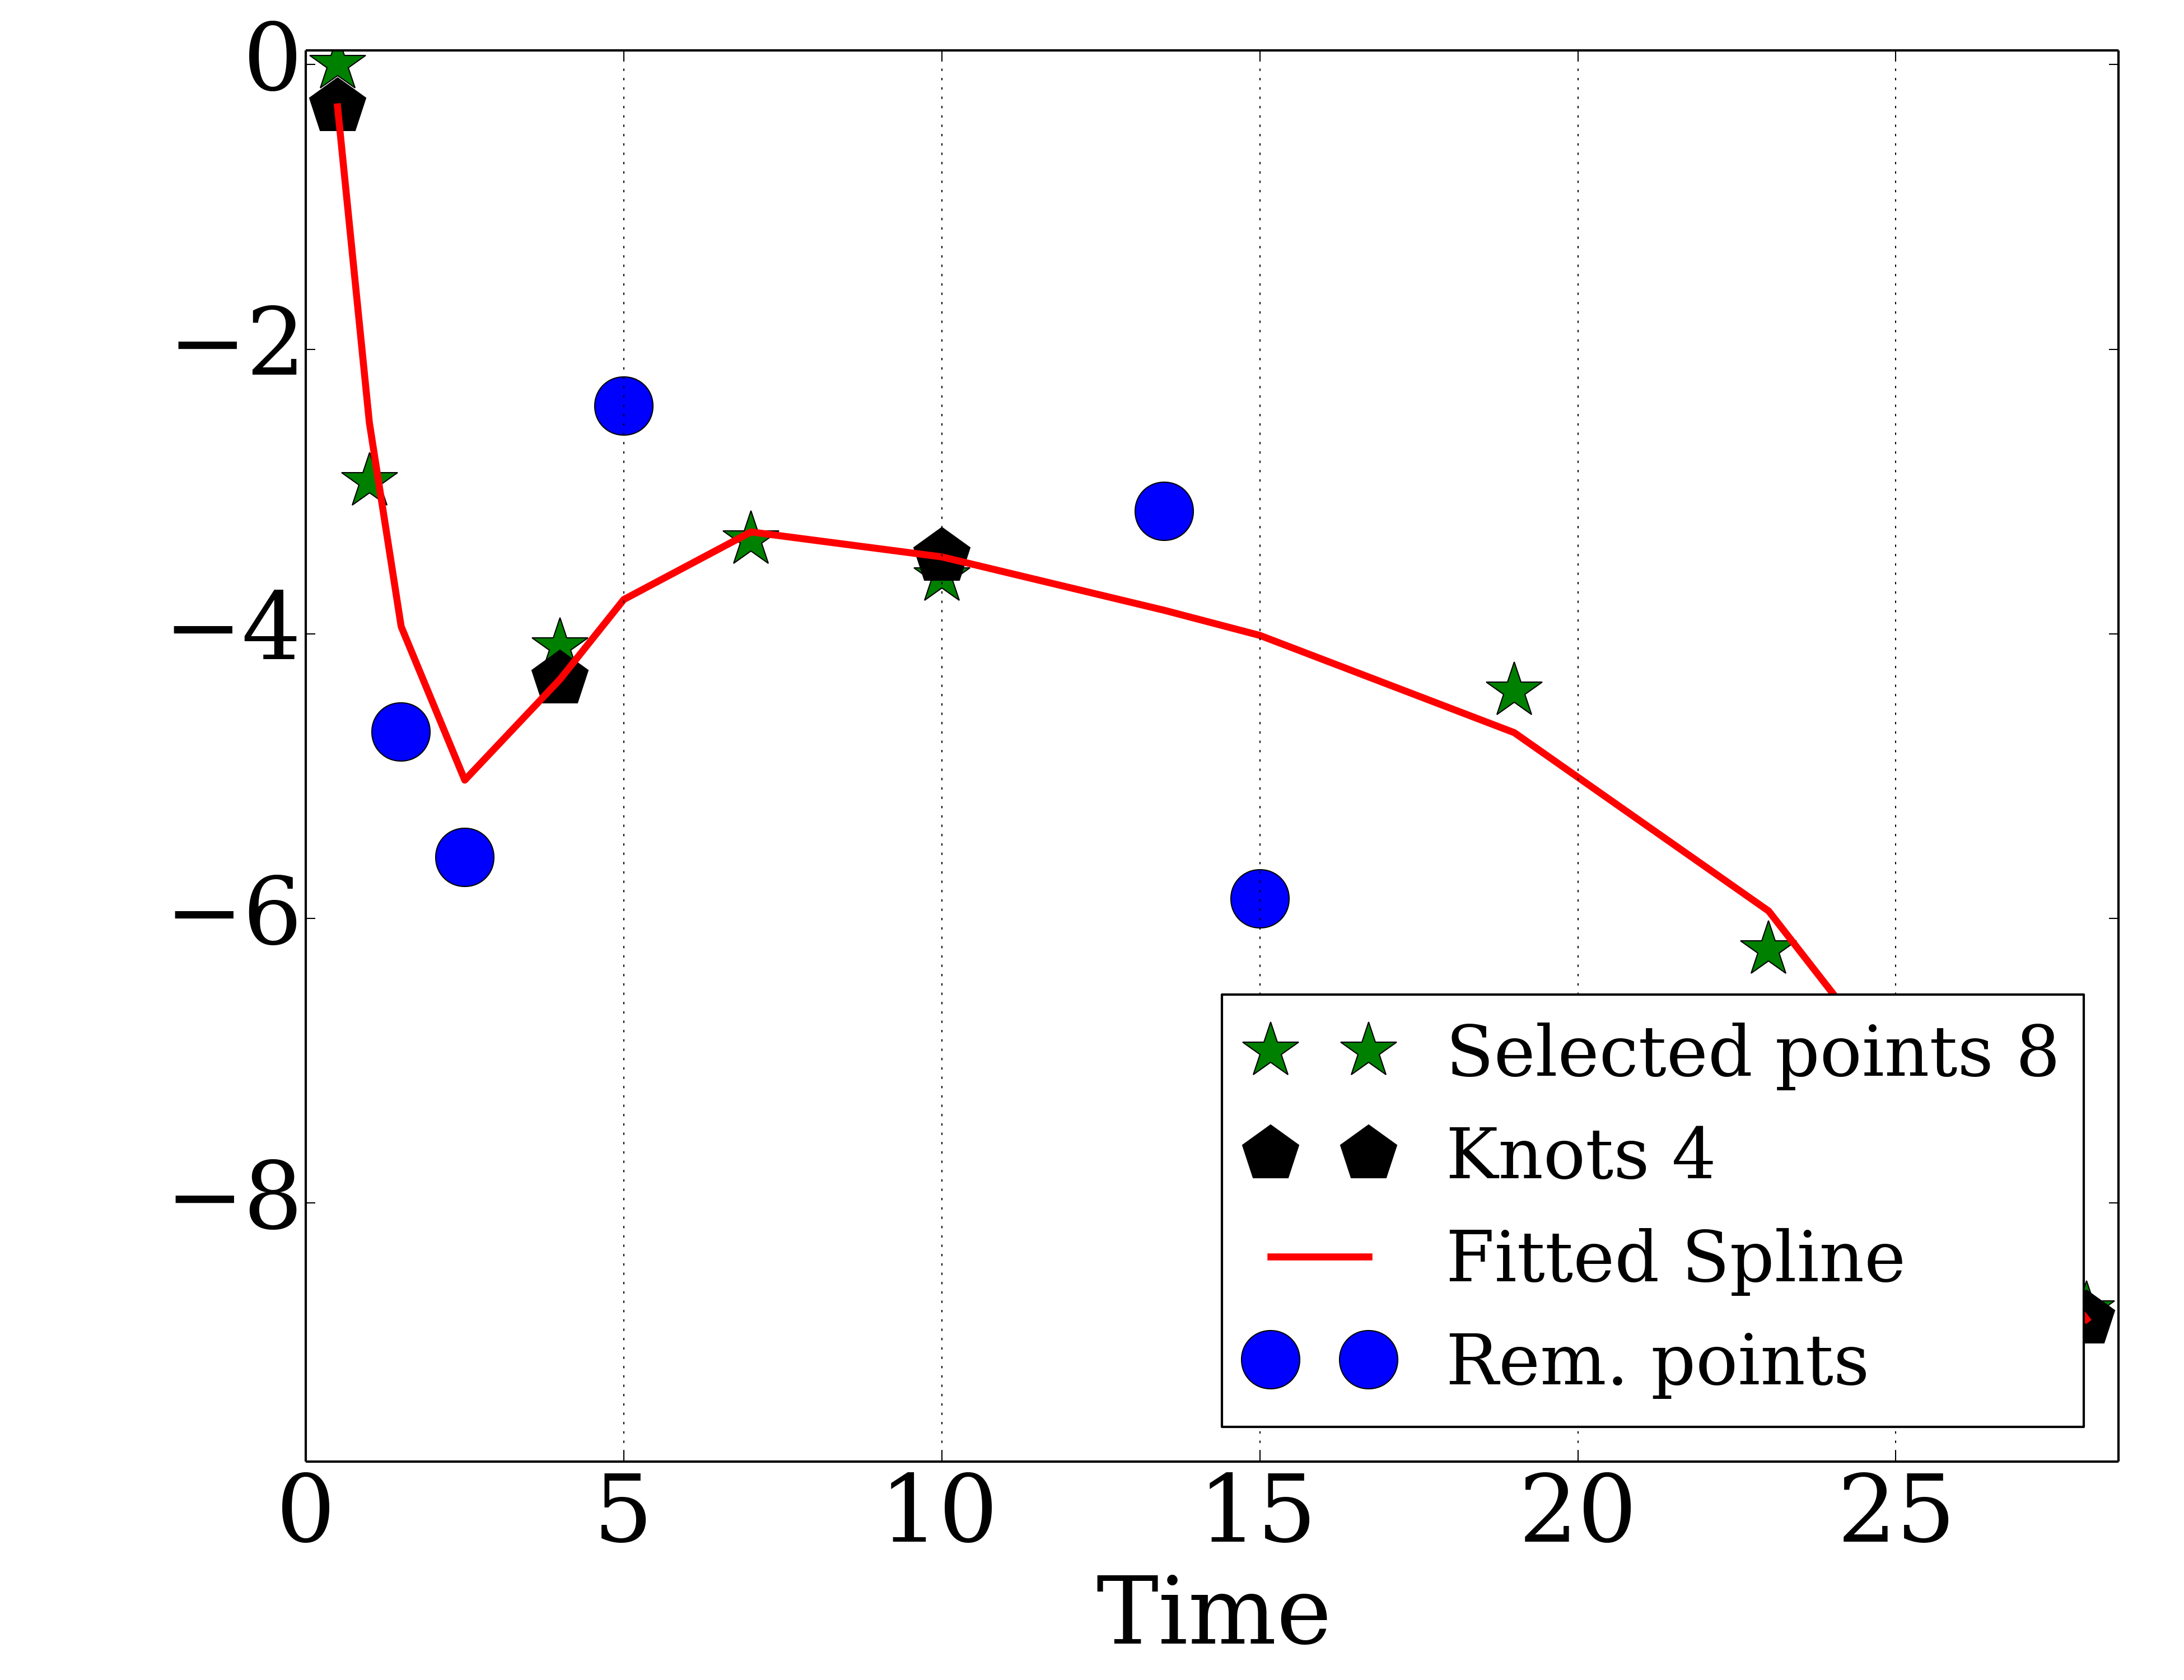 0
−2
−4
−6
−8
Selected points 8
Knots 4
Fitted Spline
Rem. points
0 5 10 15 20 25
Time